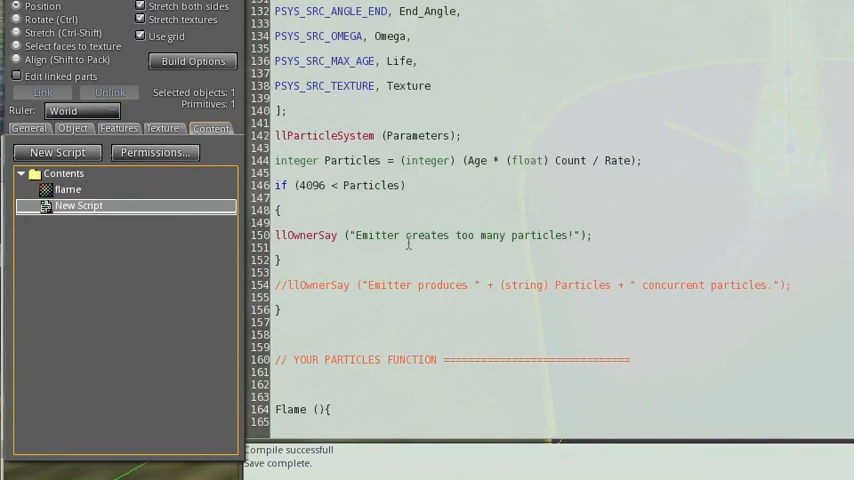 Position
Stretch both sides
Rotate (Ctrl)
Stretch textures
Stretch (Ctrl-Shift)
Use grid
Select faces to texture
Align (Shift to Pack)
Build Options
Edit linked parts
Link
Unlink
Selected objects: 1
Primitives: 1
Ruler:
World
General
Object
Features
Texture
Content
New Script
Permissions...
Contents
flame
New Script
131
132 PSYS_SRC_ANGLE_END, End_Angle,
133
134 PSYS_SRC_OMEGA, Omega,
135
136 PSYS_SRC_MAX_AGE, Life,
137
138 PSYS_SRC_TEXTURE, Texture
139
140 ];
141
142 llParticleSystem (Parameters);
143
144 integer Particles = (integer) (Age * (float) Count / Rate);
145
146 if (4096 < Particles)
147
148 {
149
150 llOwnerSay ("Emitter creates too many particles!");
151
152 }
153
154 //llOwnerSay ("Emitter produces " + (string) Particles + " concurrent particles.");
155
156 }
157
158
159
160 // YOUR PARTICLES FUNCTION ==============================
161
162
163
164 Flame (){
165
Compile successfull
Save complete.